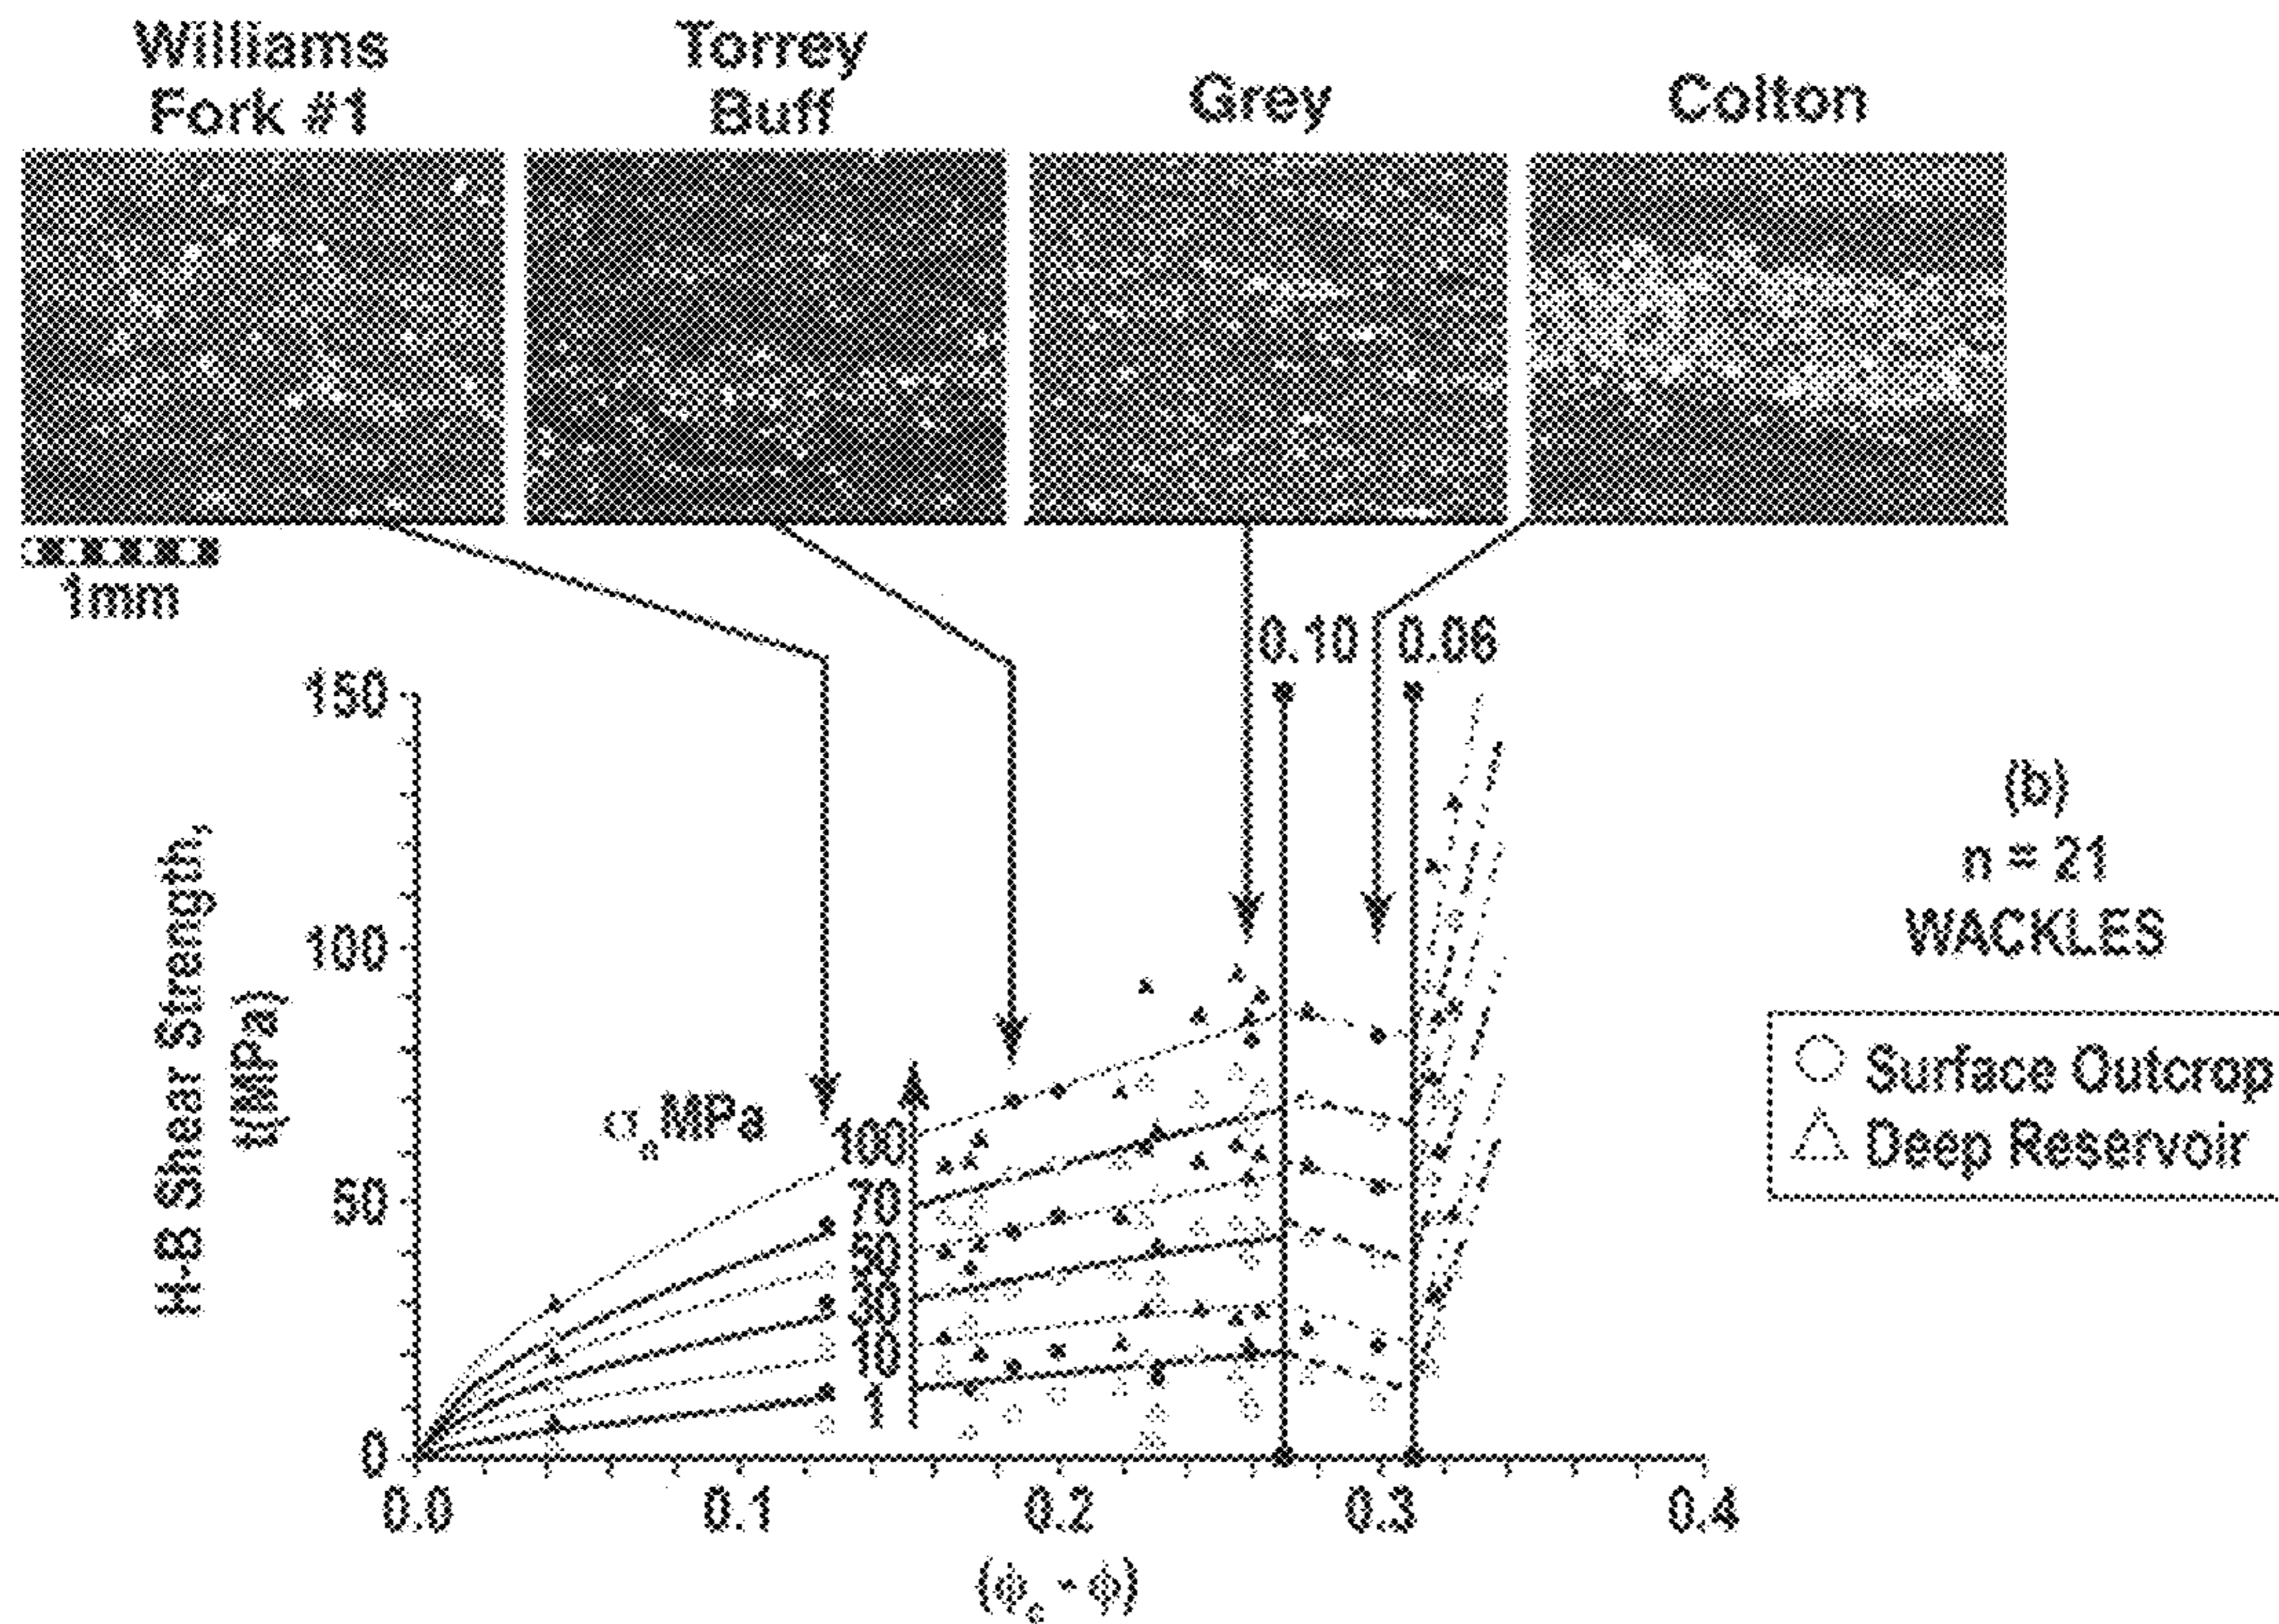 Williams
Fork #1
Torrey
Buff
Grey
Colton
1mm
0.10
0.06
150
100
50
0
H-B Shear Strength,
t(MPa)
σn MPa
100
70
50
30
10
1
0.0
0.1
0.2
0.3
0.4
(ϕc - ϕ)
(b)
n = 21
WACKLES
Surface Outcrop
Deep Reservoir